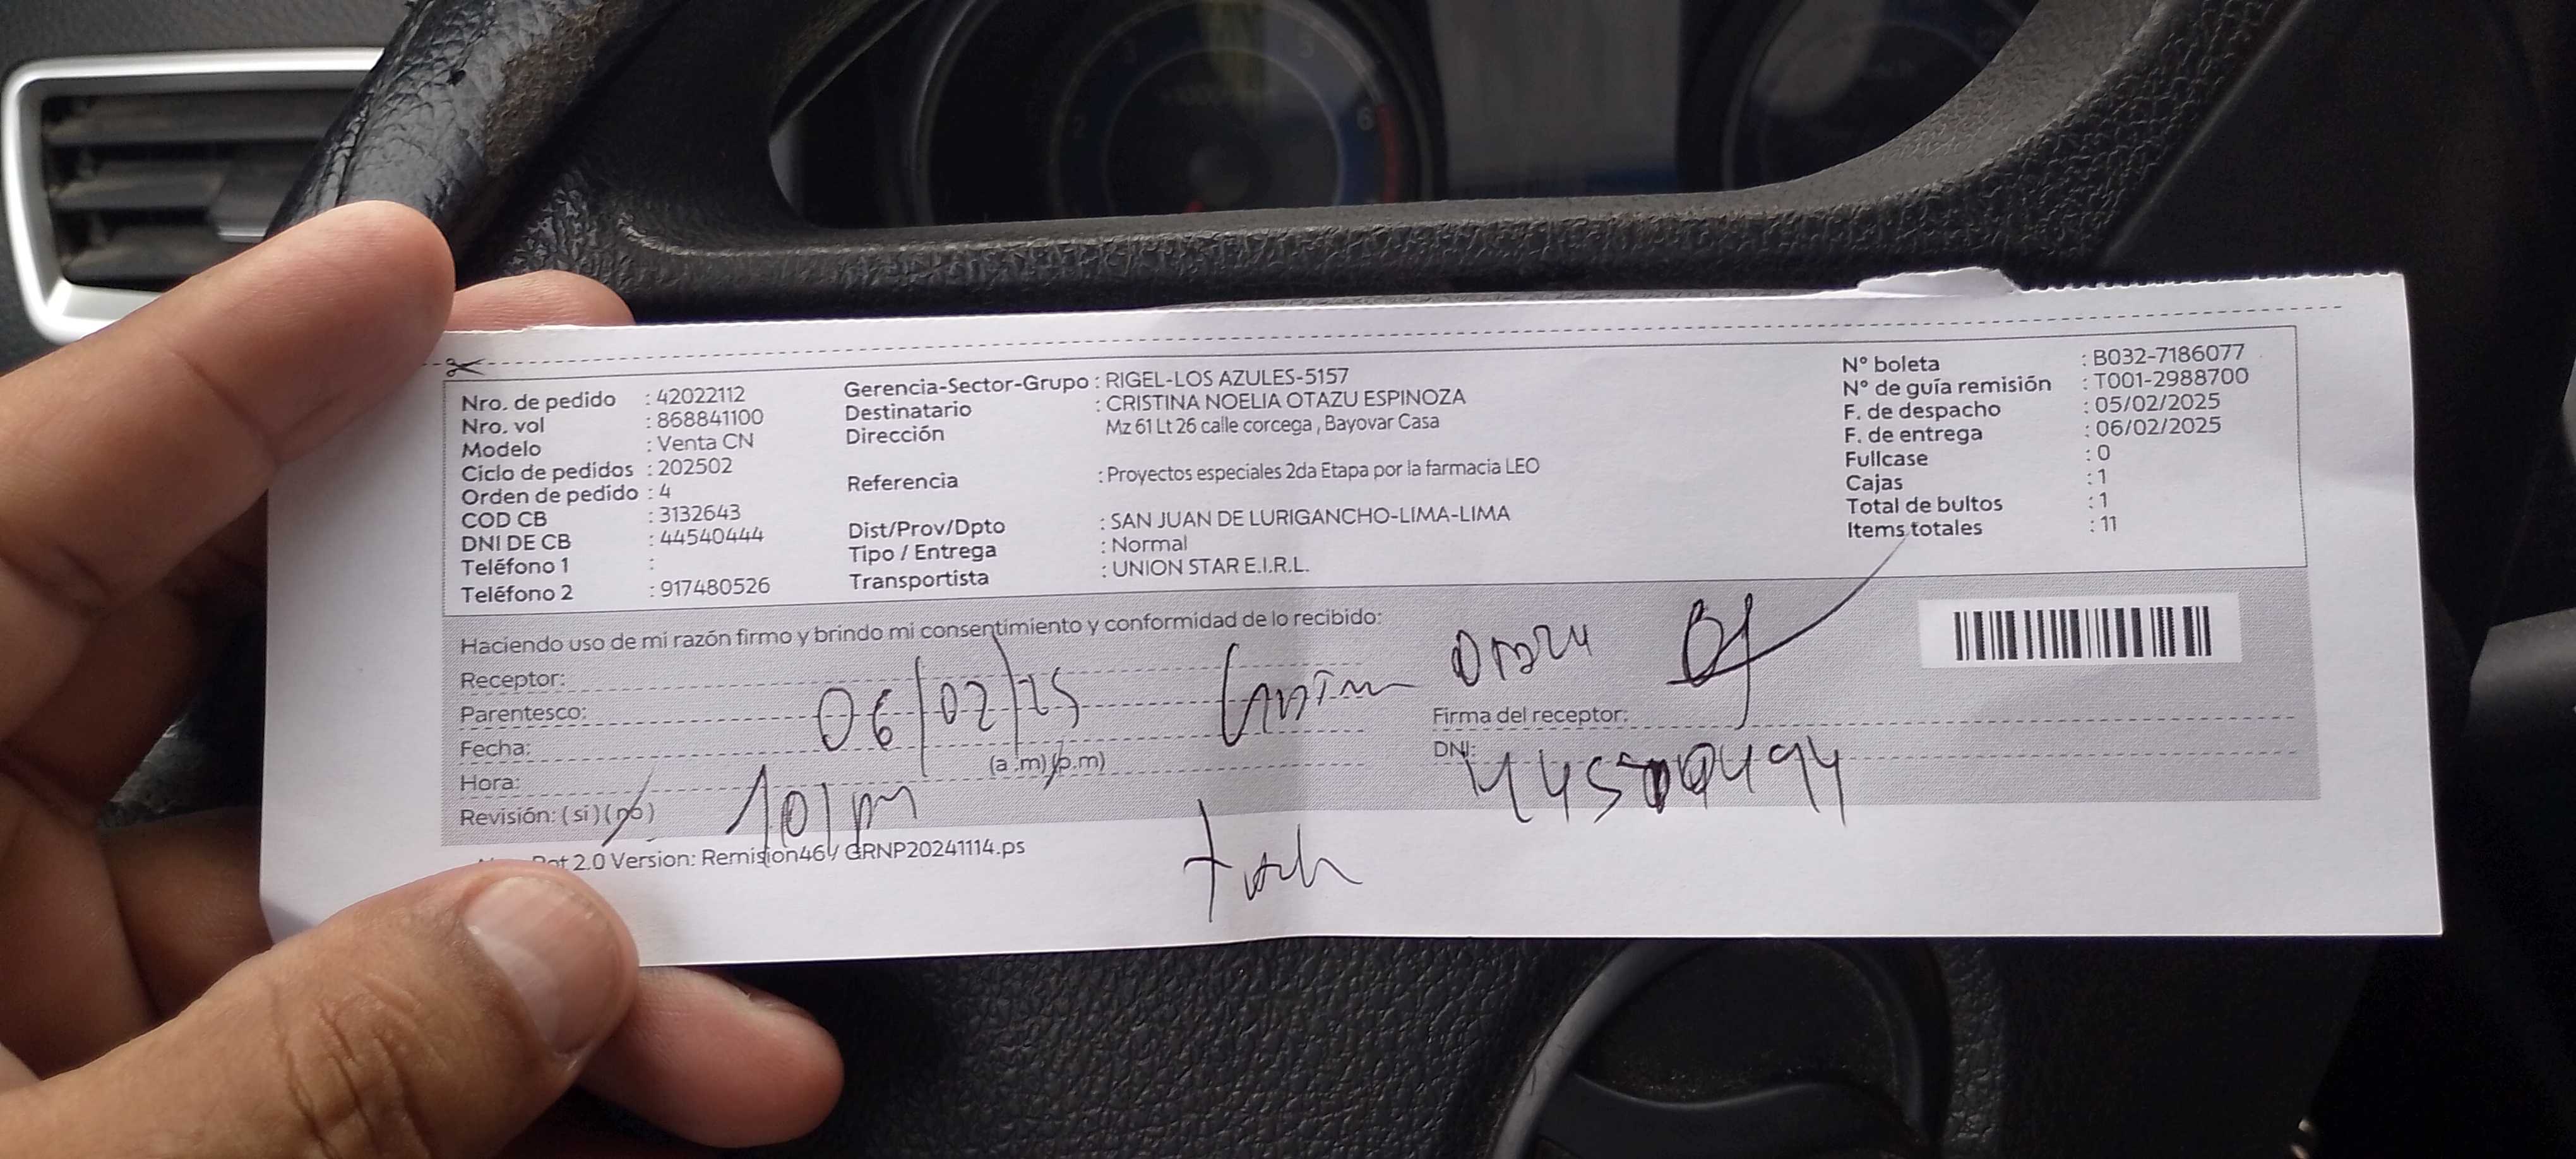 Nro. de pedido : 42022112
Nro. vol : 868841100
Modelo : Venta CN
Ciclo de pedidos : 202502
Orden de pedido : 4
COD CB : 3132643
DNI DE CB : 44540444
Teléfono 1 :
Teléfono 2 : 917480526
Gerencia-Sector-Grupo : RIGEL-LOS AZULES-5157
Destinatario : CRISTINA NOELIA OTAZU ESPINOZA
Dirección Mz 61 Lt 26 calle corcega , Bayovar Casa
Referencia : Proyectos especiales 2da Etapa por la farmacia LEO
Dist/Prov/Dpto : SAN JUAN DE LURIGANCHO-LIMA-LIMA
Tipo / Entrega : Normal
Transportista : UNION STAR E.I.R.L.
N° boleta : B032-7186077
N° de guía remisión : T001-2988700
F. de despacho : 05/02/2025
F. de entrega : 06/02/2025
Fullcase : 0
Cajas : 1
Total de bultos : 1
Items totales : 11
Haciendo uso de mi razón firmo y brindo mi consentimiento y conformidad de lo recibido:
Receptor:
Parentesco:
Fecha: 06/02/25
Hora: (a.m)(p.m)
Revisión: (si)(no)
Otazu
Firma del receptor:
DNI:
2.0 Version: Remision46 / GRNP20241114.ps
6